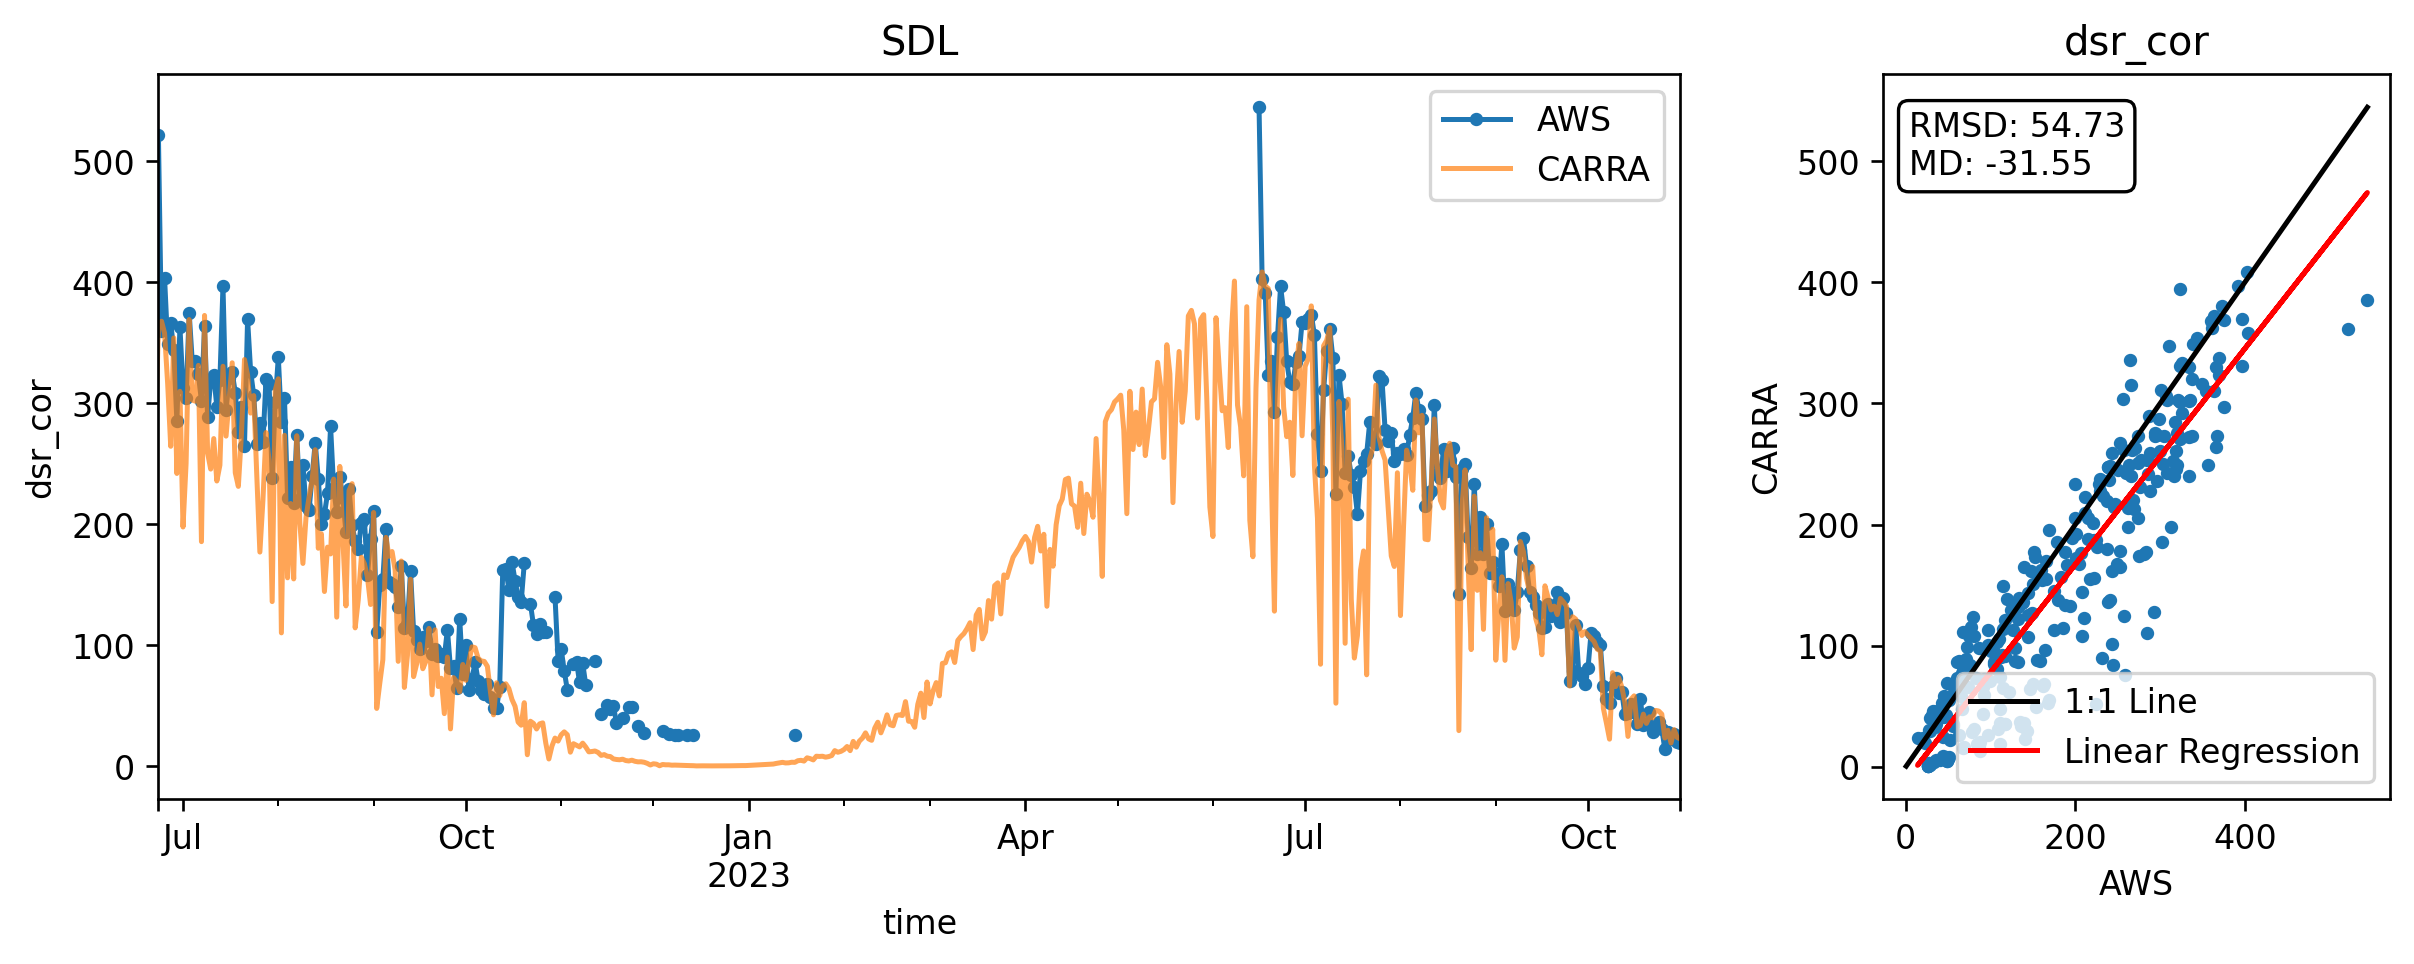 SDL
dsr_cor
500
400
300
200
100
0
AWS
CARRA
Jul
Oct
Jan
2023
Apr
Jul
Oct
time
dsr_cor
CARRA
500
400
300
200
100
0
RMSD: 54.73
MD: -31.55
1:1 Line
Linear Regression
0
200
400
AWS